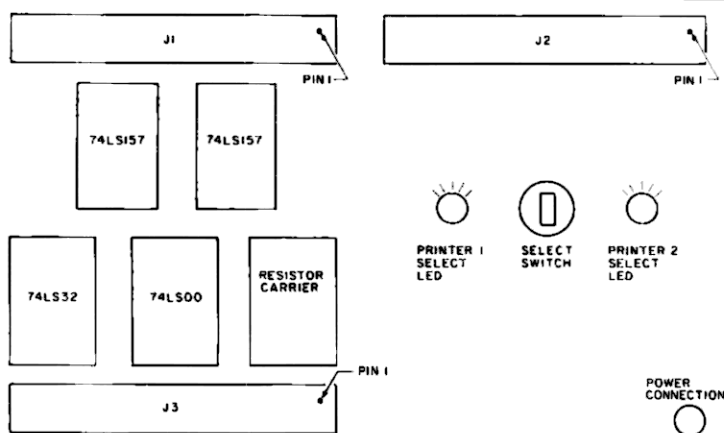 J1
J2
PIN 1
PIN 1
74LS157
74LS157
PRINTER 1
SELECT
LED
SELECT
SWITCH
PRINTER 2
SELECT
LED
74LS32
74LS00
RESISTOR
CARRIER
PIN 1
J3
POWER
CONNECTION